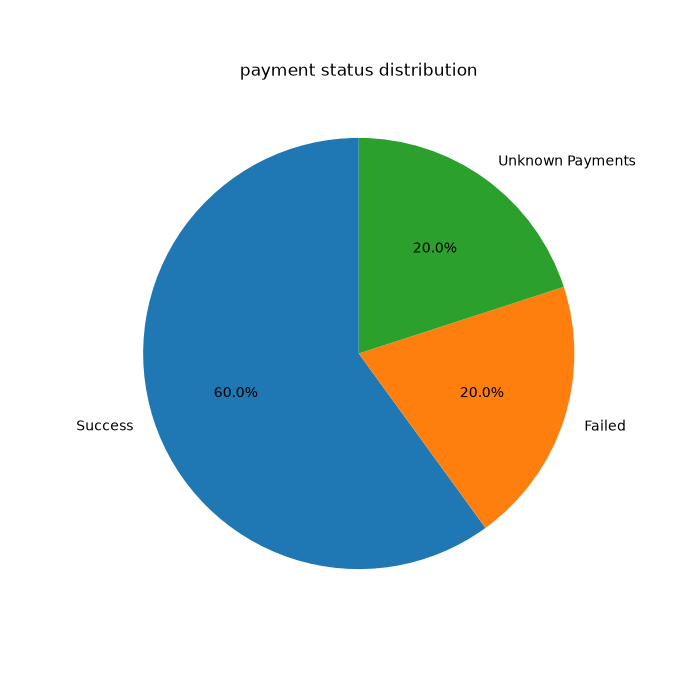 payment status distribution
Unknown Payments
20.0%
60.0%
20.0%
Success
Failed